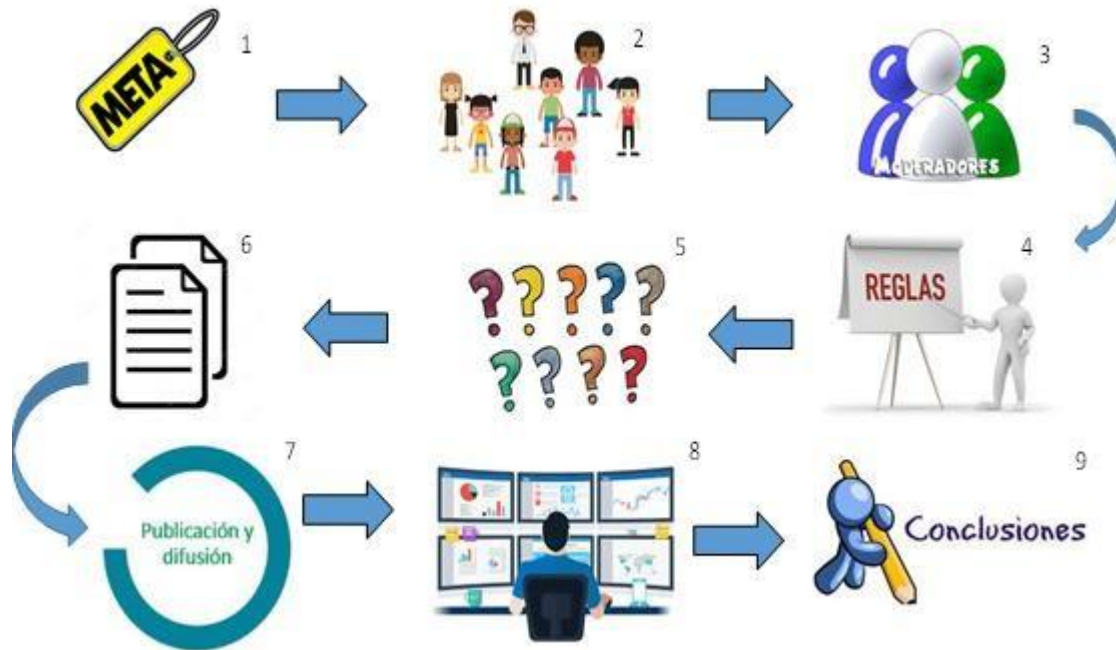 1
META
2
3
MODERADORES
6
5
4
REGLAS
7
Publicación y
difusión
8
9
Conclusiones